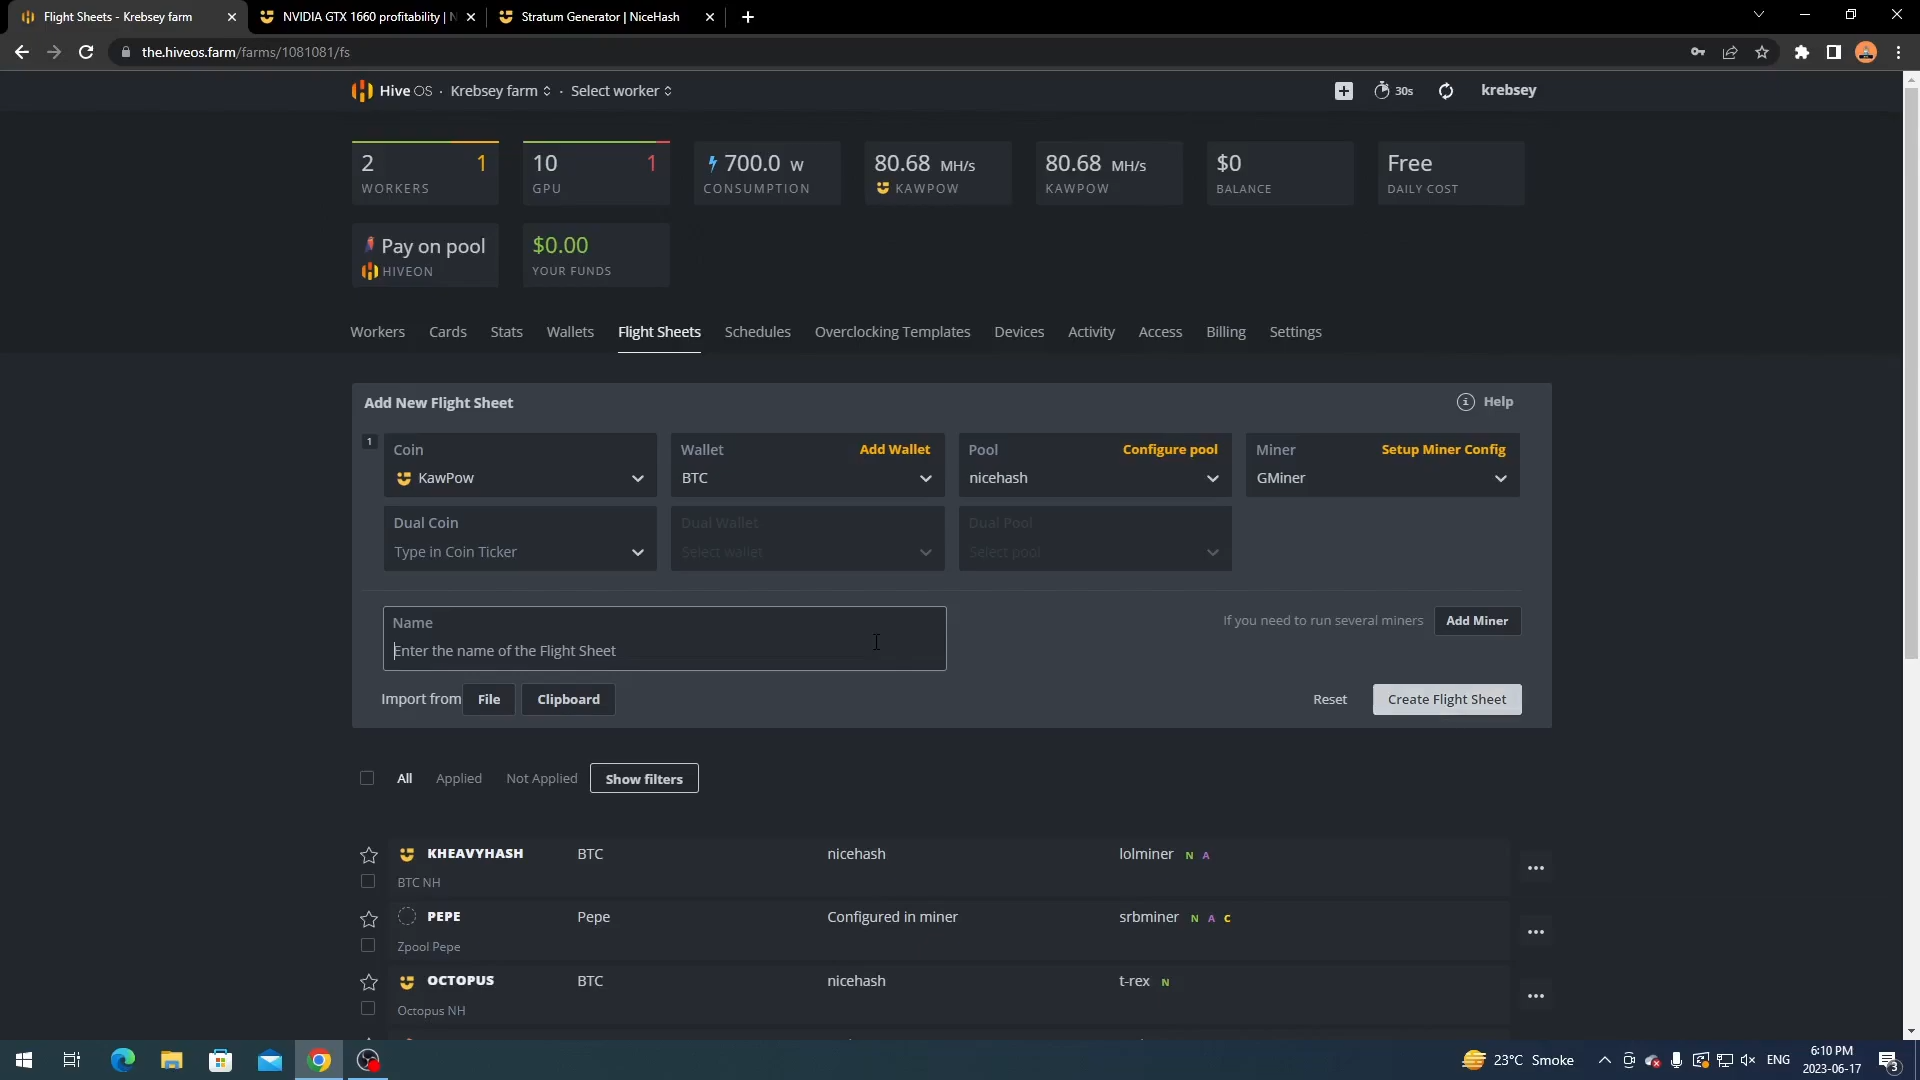 Flight Sheets - Krebsey farm
NVIDIA GTX 1660 profitability | N
Stratum Generator | NiceHash
the.hiveos.farm/farms/1081081/fs
Hive OS · Krebsey farm · Select worker
30s
krebsey
2 1
WORKERS
10 1
GPU
700.0 W
CONSUMPTION
80.68 MH/s
KAWPOW
80.68 MH/s
KAWPOW
$0
BALANCE
Free
DAILY COST
Pay on pool
HIVEON
$0.00
YOUR FUNDS
Workers Cards Stats Wallets Flight Sheets Schedules Overclocking Templates Devices Activity Access Billing Settings
Add New Flight Sheet
Help
1
Coin
KawPow
Wallet Add Wallet
BTC
Pool Configure pool
nicehash
Miner Setup Miner Config
GMiner
Dual Coin
Type in Coin Ticker
Dual Wallet
Select wallet
Dual Pool
Select pool
Name
Enter the name of the Flight Sheet
If you need to run several miners Add Miner
Import from File Clipboard
Reset Create Flight Sheet
All Applied Not Applied Show filters
KHEAVYHASH BTC nicehash lolminer N A
BTC NH
PEPE Pepe Configured in miner srbminer N A C
Zpool Pepe
OCTOPUS BTC nicehash t-rex N
Octopus NH
23°C Smoke
ENG
6:10 PM
2023-06-17
3